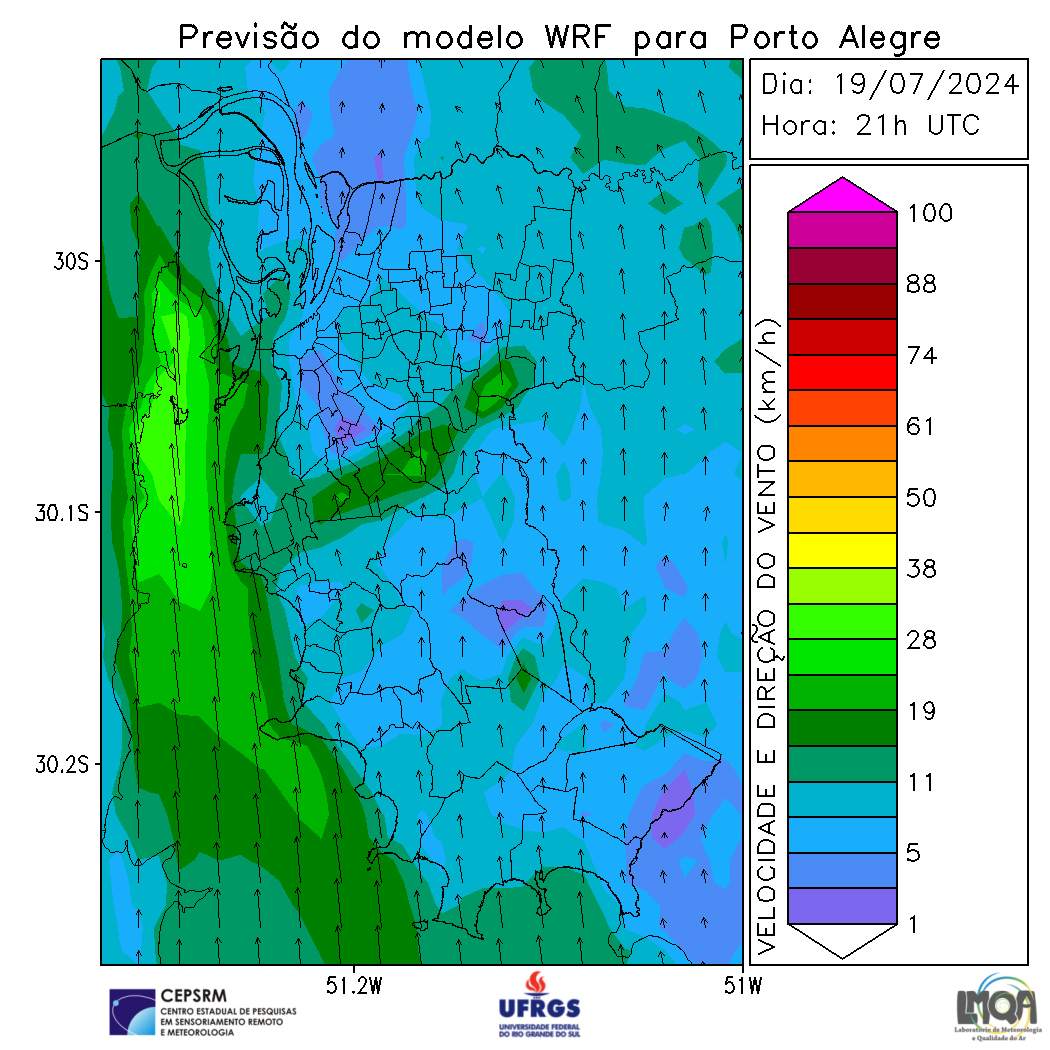 Previsão do modelo WRF para Porto Alegre
Dia: 19/07/2024
Hora: 21h UTC
30S
30.1S
30.2S
51.2W
51W
VELOCIDADE E DIREÇÃO DO VENTO (km/h)
100
88
74
61
50
38
28
19
11
5
1
CEPSRM
CENTRO ESTADUAL DE PESQUISAS
EM SENSORIAMENTO REMOTO
E METEOROLOGIA
UFRGS
UNIVERSIDADE FEDERAL
DO RIO GRANDE DO SUL
LMQA
Laboratório de Meteorologia
e Qualidade do Ar